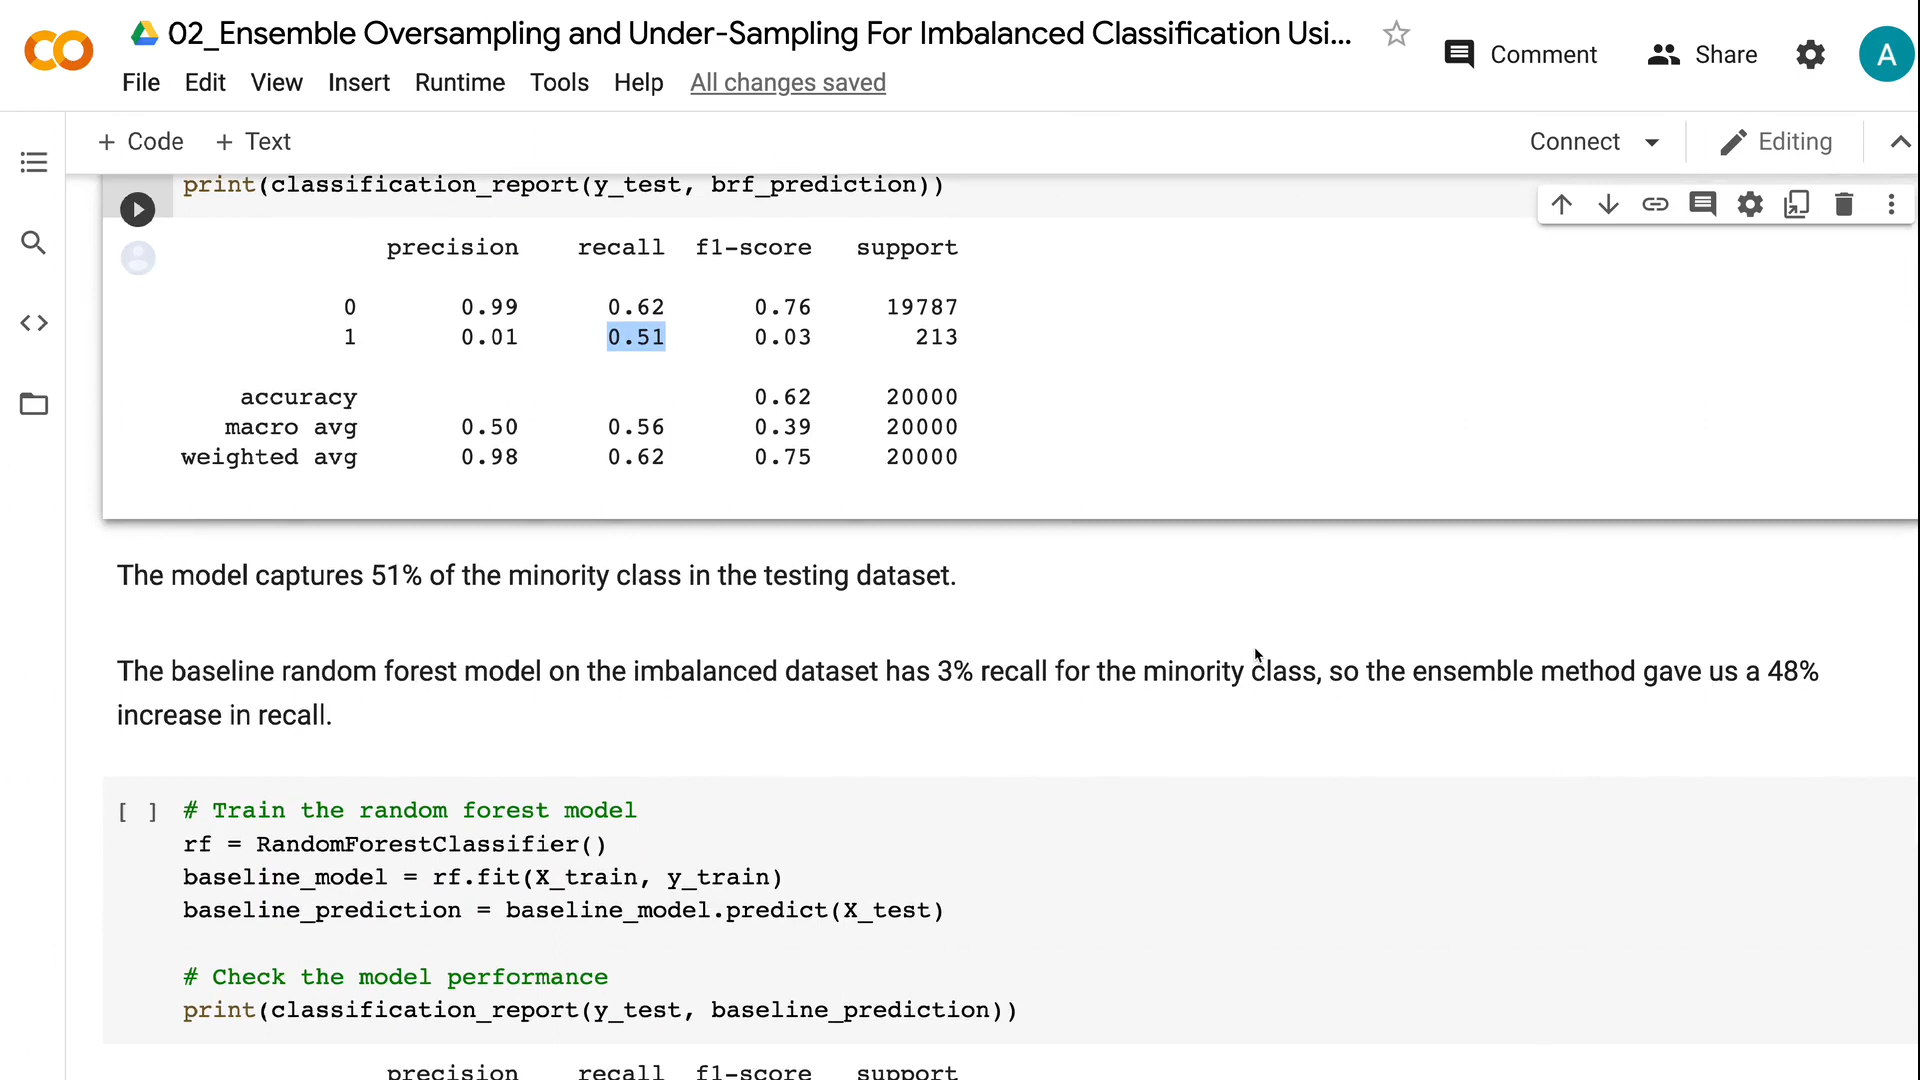 02_Ensemble Oversampling and Under-Sampling For Imbalanced Classification Usi...
Comment
Share
A
File Edit View Insert Runtime Tools Help All changes saved
+ Code + Text
Connect
Editing
print(classification_report(y_test, brf_prediction))
precision recall f1-score support
0 0.99 0.62 0.76 19787
1 0.01 0.51 0.03 213
accuracy 0.62 20000
macro avg 0.50 0.56 0.39 20000
weighted avg 0.98 0.62 0.75 20000
The model captures 51% of the minority class in the testing dataset.
The baseline random forest model on the imbalanced dataset has 3% recall for the minority class, so the ensemble method gave us a 48%
increase in recall.
[ ] # Train the random forest model
rf = RandomForestClassifier()
baseline_model = rf.fit(X_train, y_train)
baseline_prediction = baseline_model.predict(X_test)
# Check the model performance
print(classification_report(y_test, baseline_prediction))
precision recall f1-score support